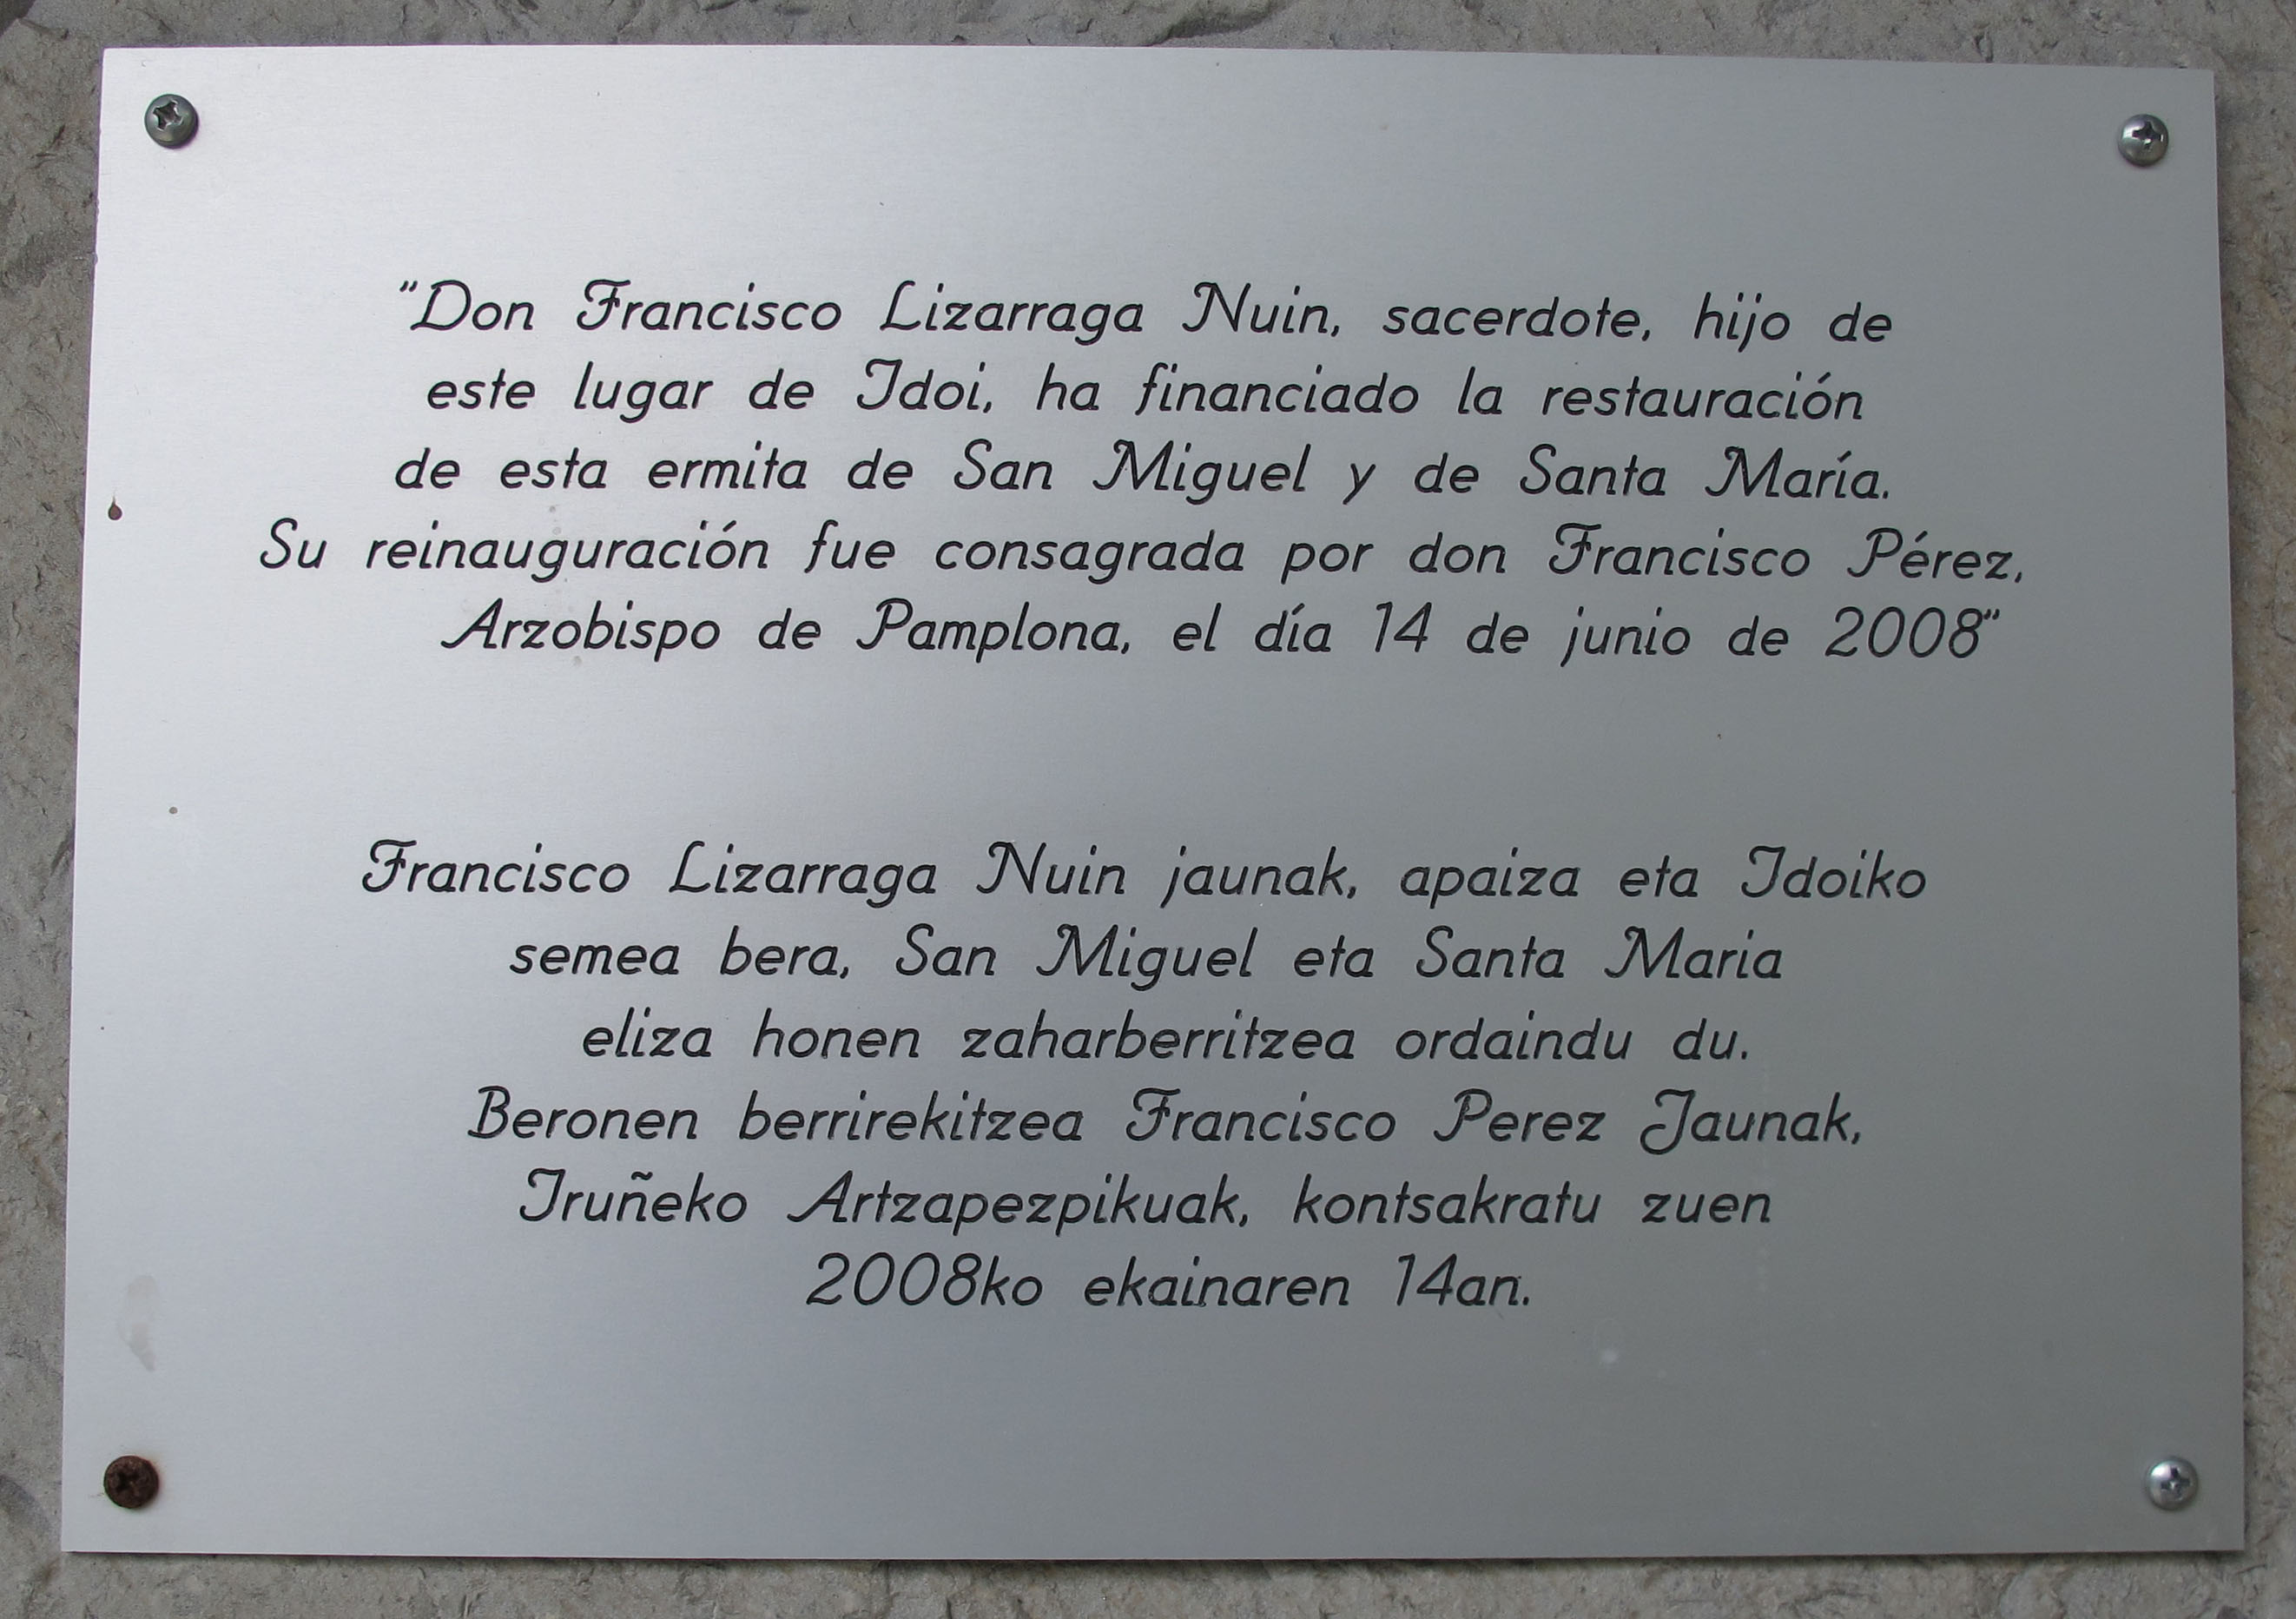 "Don Francisco Lizarraga Nuin, sacerdote, hijo de
este lugar de Idoi, ha financiado la restauración
de esta ermita de San Miguel y de Santa María.
Su reinauguración fue consagrada por don Francisco Pérez,
Arzobispo de Pamplona, el día 14 de junio de 2008"
Francisco Lizarraga Nuin jaunak, apaiza eta Idoiko
semea bera, San Miguel eta Santa Maria
eliza honen zaharberritzea ordaindu du.
Beronen berrirekitzea Francisco Perez Jaunak,
Iruñeko Artzapezpikuak, kontsakratu zuen
2008ko ekainaren 14an.